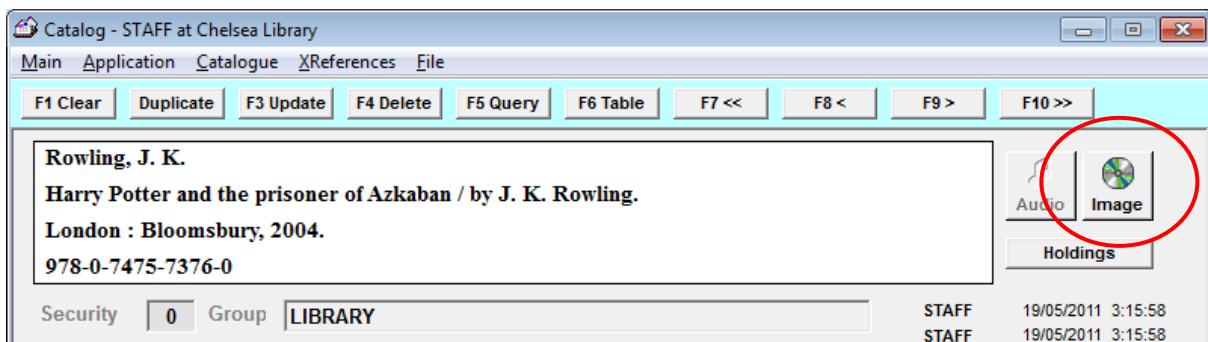 Catalog - STAFF at Chelsea Library
Main Application Catalogue XReferences File
F1 Clear Duplicate F3 Update F4 Delete F5 Query F6 Table F7 << F8 < F9 > F10 >>
Rowling, J. K.
Harry Potter and the prisoner of Azkaban / by J. K. Rowling.
London : Bloomsbury, 2004.
978-0-7475-7376-0
Audio Image
Holdings
Security 0 Group LIBRARY STAFF 19/05/2011 3:15:58
STAFF 19/05/2011 3:15:58